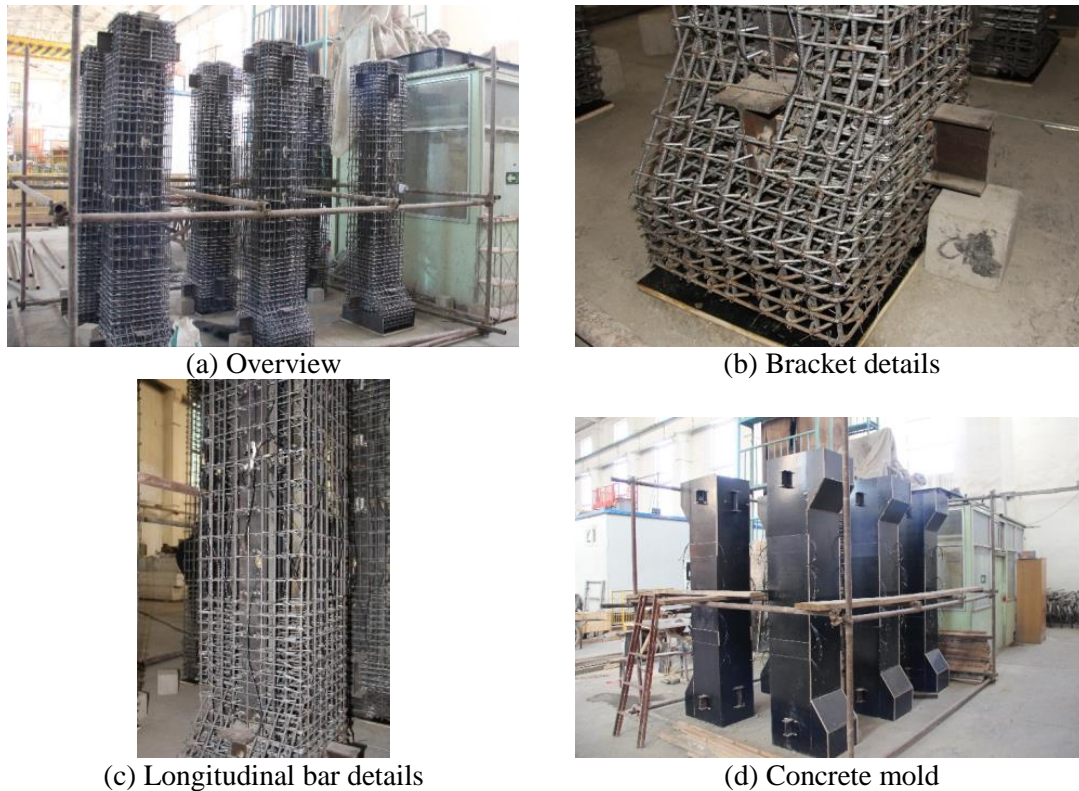 (a) Overview
(b) Bracket details
(c) Longitudinal bar details
(d) Concrete mold